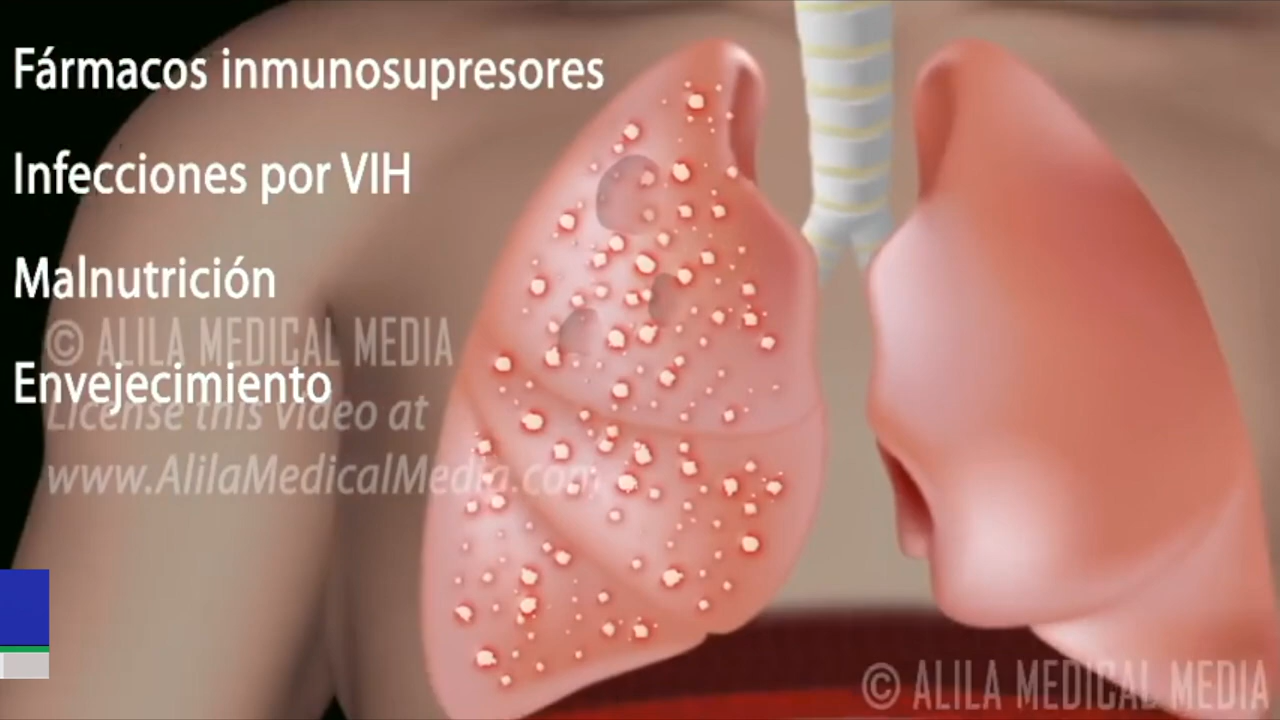 Fármacos inmunosupresores
Infecciones por VIH
Malnutrición
© ALILA MEDICAL MEDIA
Envejecimiento
License this video at
www.AlilaMedicalMedia.com
© ALILA MEDICAL MEDIA